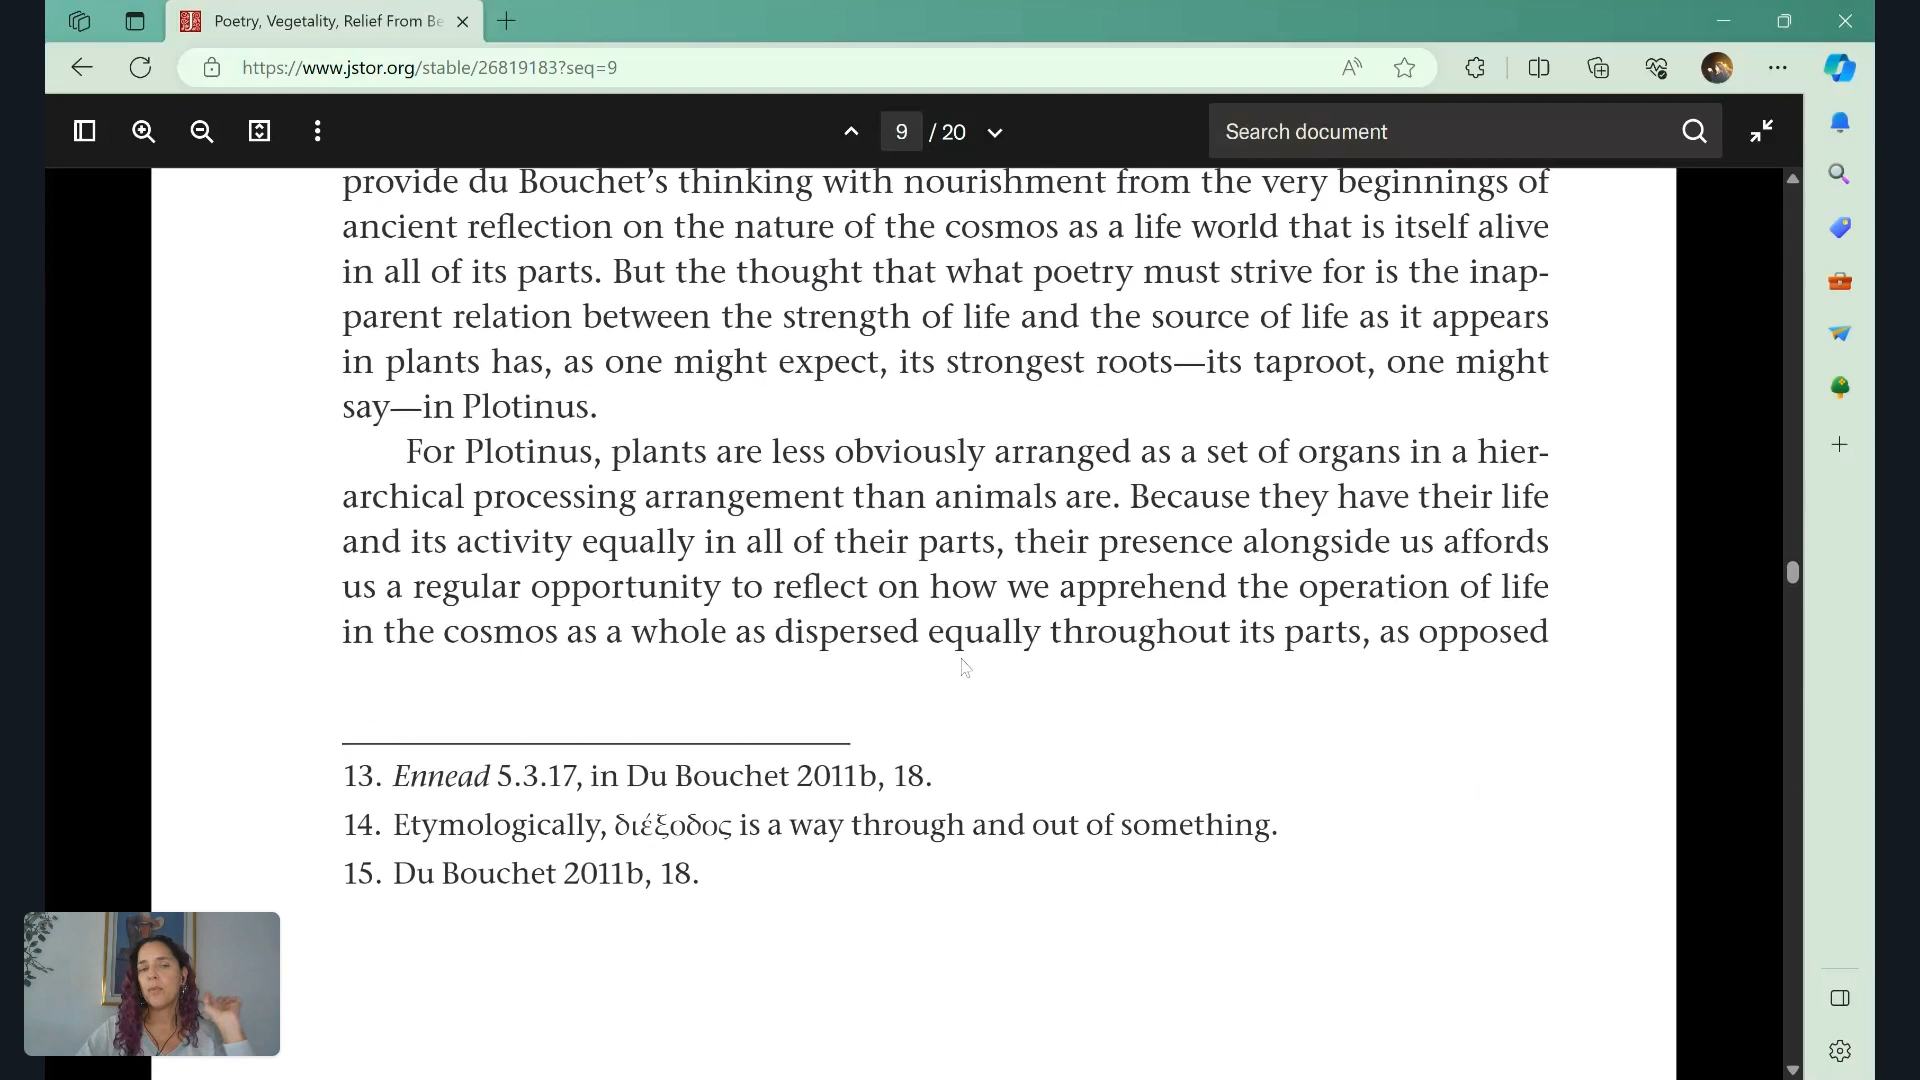 Poetry, Vegetality, Relief From Be
https://www.jstor.org/stable/26819183?seq=9
9 / 20
Search document
provide du Bouchet's thinking with nourishment from the very beginnings of
ancient reflection on the nature of the cosmos as a life world that is itself alive
in all of its parts. But the thought that what poetry must strive for is the inap-
parent relation between the strength of life and the source of life as it appears
in plants has, as one might expect, its strongest roots—its taproot, one might
say—in Plotinus.
For Plotinus, plants are less obviously arranged as a set of organs in a hier-
archical processing arrangement than animals are. Because they have their life
and its activity equally in all of their parts, their presence alongside us affords
us a regular opportunity to reflect on how we apprehend the operation of life
in the cosmos as a whole as dispersed equally throughout its parts, as opposed
13. Ennead 5.3.17, in Du Bouchet 2011b, 18.
14. Etymologically, διέξοδος is a way through and out of something.
15. Du Bouchet 2011b, 18.